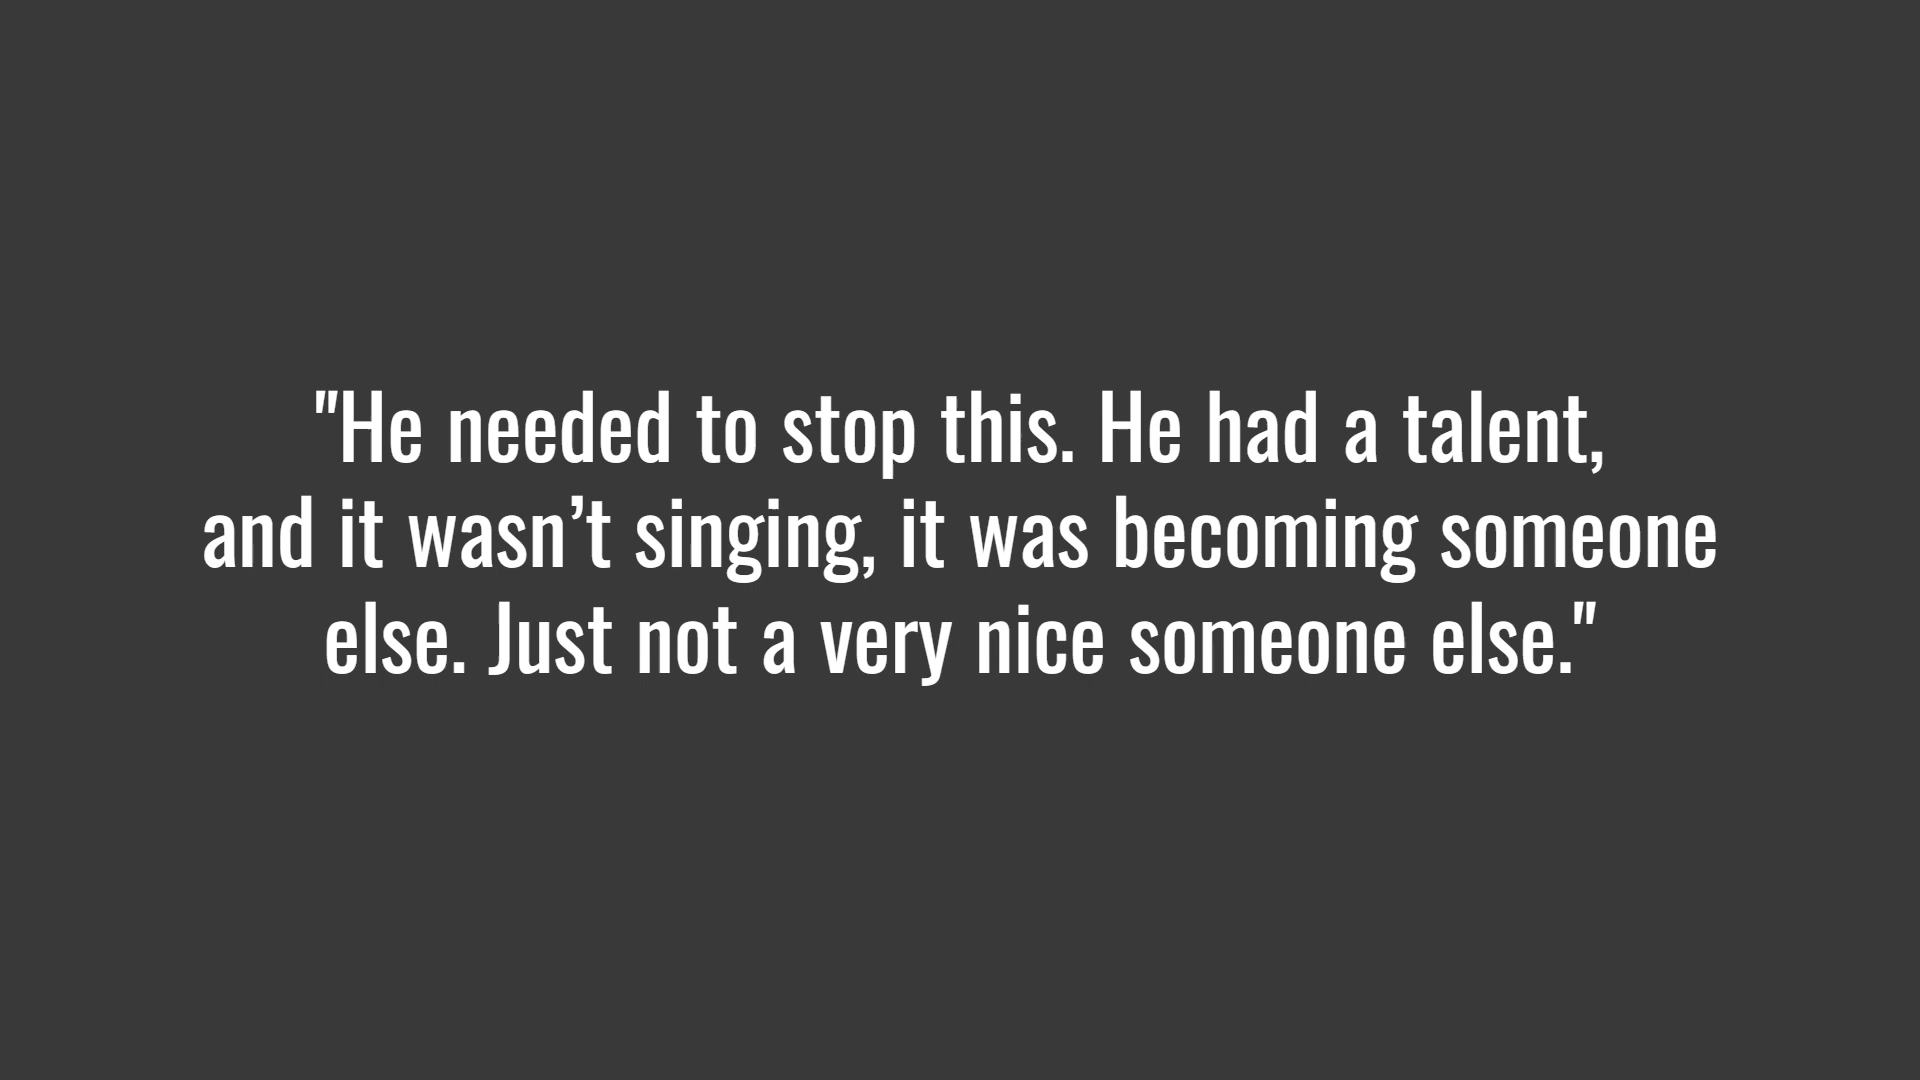 "He needed to stop this. He had a talent,
and it wasn’t singing, it was becoming someone
else. Just not a very nice someone else."